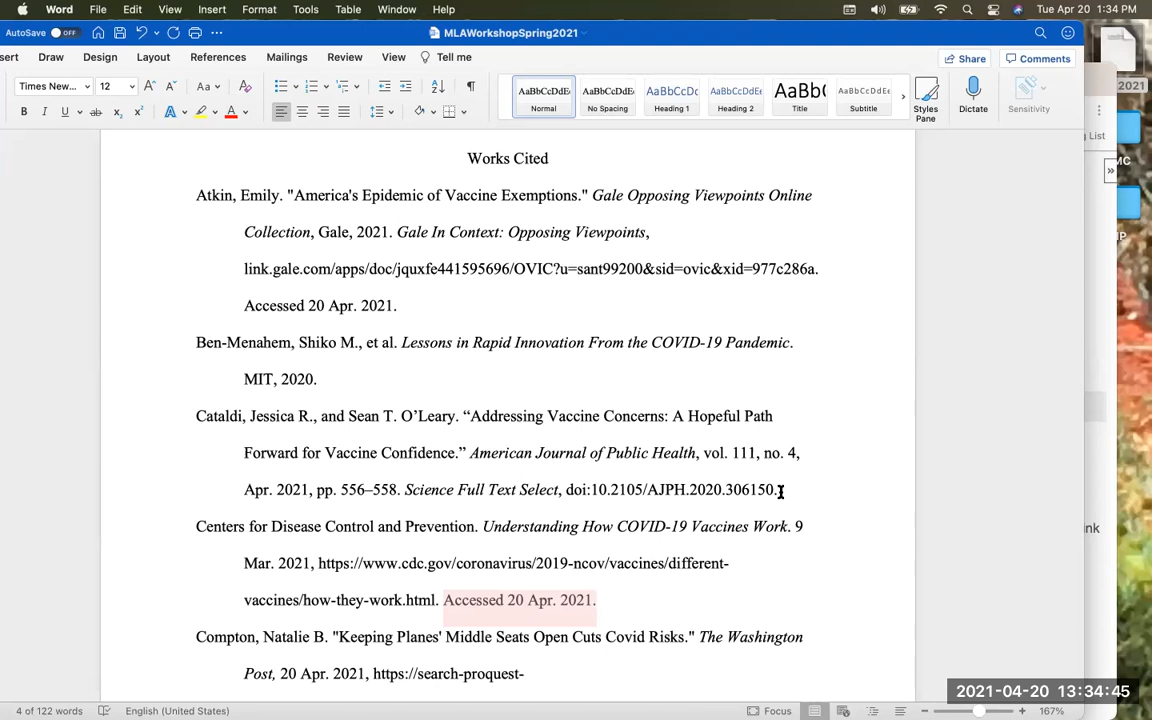 Word File Edit View Insert Format Tools Table Window Help Tue Apr 20 1:34 PM
AutoSave OFF MLAWorkshopSpring2021
sert Draw Design Layout References Mailings Review View Tell me Share Comments
Times New... 12 Aa
AaBbCcDdEe AaBbCcDdEe AaBbCcDc AaBbCcDdEe AaBb( AaBbCcDdEe
Normal No Spacing Heading 1 Heading 2 Title Subtitle Styles Pane Dictate Sensitivity
2021
List
MC
P
nk
Works Cited
Atkin, Emily. "America's Epidemic of Vaccine Exemptions." Gale Opposing Viewpoints Online
Collection, Gale, 2021. Gale In Context: Opposing Viewpoints,
link.gale.com/apps/doc/jquxfe441595696/OVIC?u=sant99200&sid=ovic&xid=977c286a.
Accessed 20 Apr. 2021.
Ben-Menahem, Shiko M., et al. Lessons in Rapid Innovation From the COVID-19 Pandemic.
MIT, 2020.
Cataldi, Jessica R., and Sean T. O’Leary. “Addressing Vaccine Concerns: A Hopeful Path
Forward for Vaccine Confidence.” American Journal of Public Health, vol. 111, no. 4,
Apr. 2021, pp. 556–558. Science Full Text Select, doi:10.2105/AJPH.2020.306150.
Centers for Disease Control and Prevention. Understanding How COVID-19 Vaccines Work. 9
Mar. 2021, https://www.cdc.gov/coronavirus/2019-ncov/vaccines/different-
vaccines/how-they-work.html. Accessed 20 Apr. 2021.
Compton, Natalie B. "Keeping Planes' Middle Seats Open Cuts Covid Risks." The Washington
Post, 20 Apr. 2021, https://search-proquest-
2021-04-20 13:34:45
4 of 122 words English (United States) Focus 167%